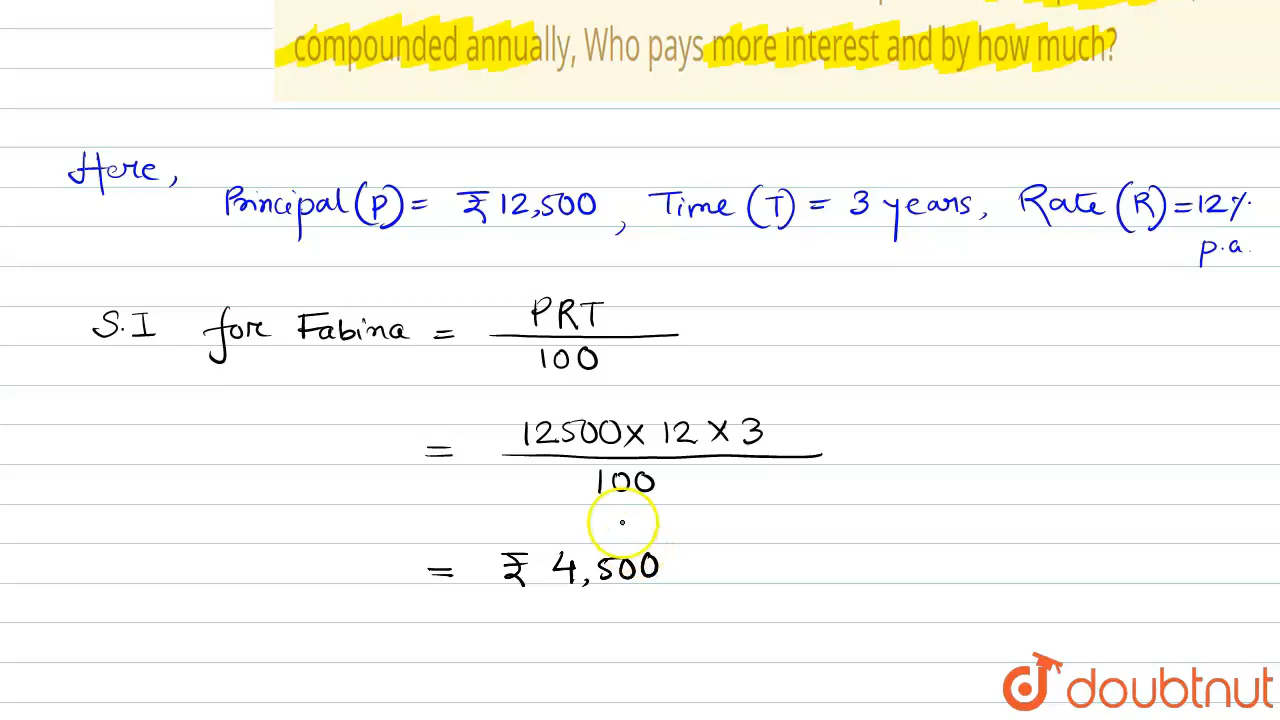 compounded annually, Who pays more interest and by how much?
Here,
Principal (P) = ₹ 12,500, Time (T) = 3 years, Rate (R) = 12%
p.a.
S.I for Fabina = PRT
100
= 12500 × 12 × 3
100
= ₹ 4,500
doubtnut